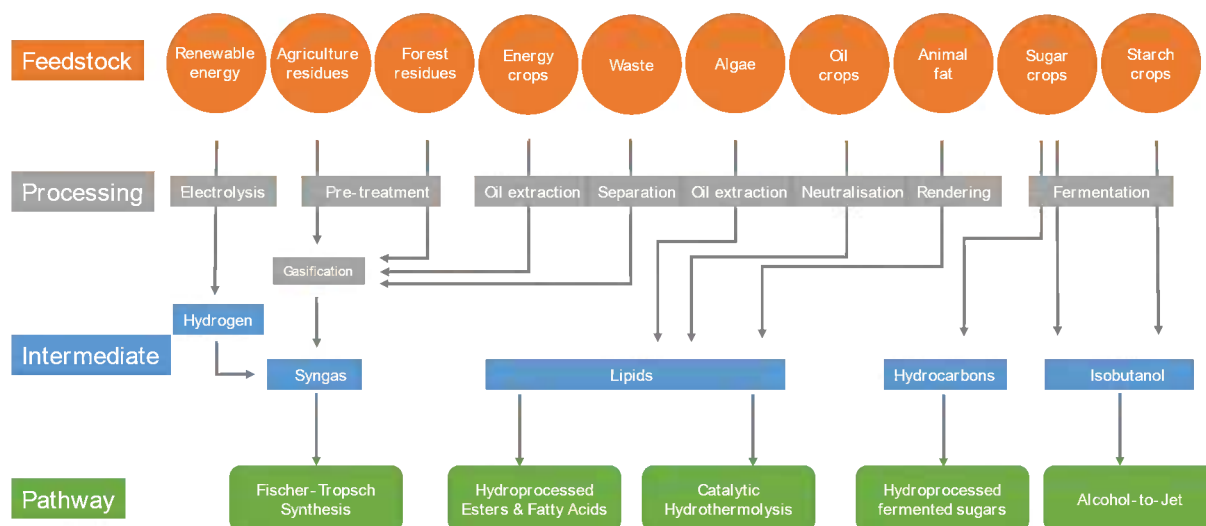 Feedstock
Renewable
energy
Agriculture
residues
Forest
residues
Energy
crops
Waste
Algae
Oil
crops
Animal
fat
Sugar
crops
Starch
crops
Processing
Electrolysis
Pre-treatment
Oil extraction
Separation
Oil extraction
Neutralisation
Rendering
Fermentation
Gasification
Hydrogen
Intermediate
Syngas
Lipids
Hydrocarbons
Isobutanol
Pathway
Fischer-Tropsch
Synthesis
Hydroprocessed
Esters & Fatty Acids
Catalytic
Hydrothermolysis
Hydroprocessed
fermented sugars
Alcohol-to-Jet